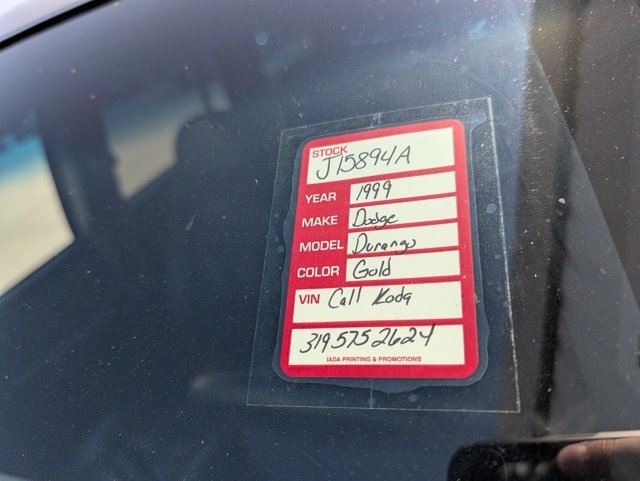 STOCK
J15894A
YEAR 1999
MAKE Dodge
MODEL Durango
COLOR Gold
VIN Call Koda
319 575 2624
IADA PRINTING & PROMOTIONS